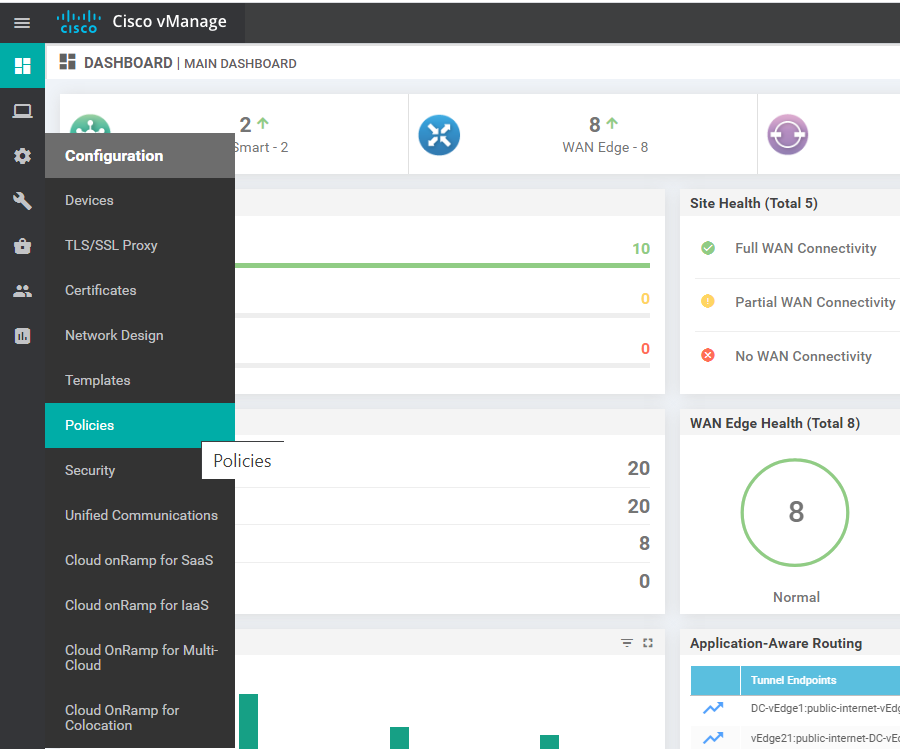 CISCO Cisco vManage
DASHBOARD | MAIN DASHBOARD
2
Smart - 2
8
WAN Edge - 8
Configuration
Devices
TLS/SSL Proxy
Certificates
Network Design
Templates
Policies
Policies
Security
Unified Communications
Cloud onRamp for SaaS
Cloud onRamp for IaaS
Cloud OnRamp for Multi-
Cloud
Cloud OnRamp for
Colocation
10
0
0
20
20
8
0
Site Health (Total 5)
Full WAN Connectivity
Partial WAN Connectivity
No WAN Connectivity
WAN Edge Health (Total 8)
8
Normal
Application-Aware Routing
Tunnel Endpoints
DC-vEdge1:public-internet-vEdg
vEdge21:public-internet-DC-vE